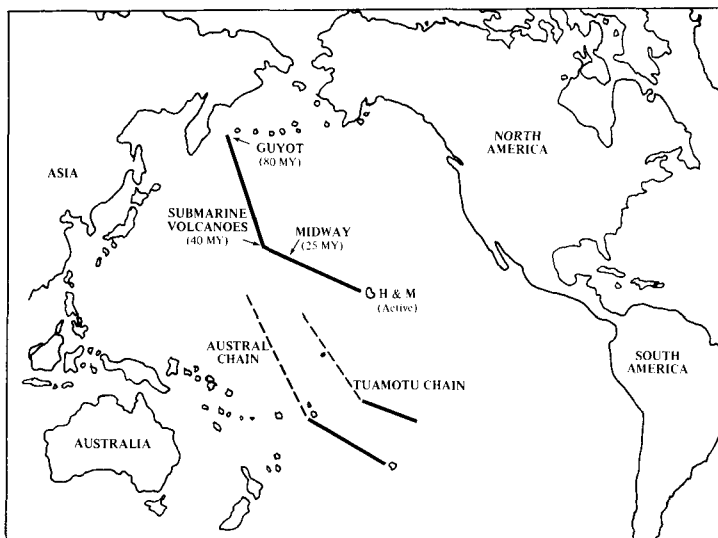 NORTH
AMERICA
GUYOT
(80 MY)
ASIA
SUBMARINE
VOLCANOES
(40 MY)
MIDWAY
(25 MY)
H & M
(Active)
AUSTRAL
CHAIN
TUAMOTU CHAIN
SOUTH
AMERICA
AUSTRALIA